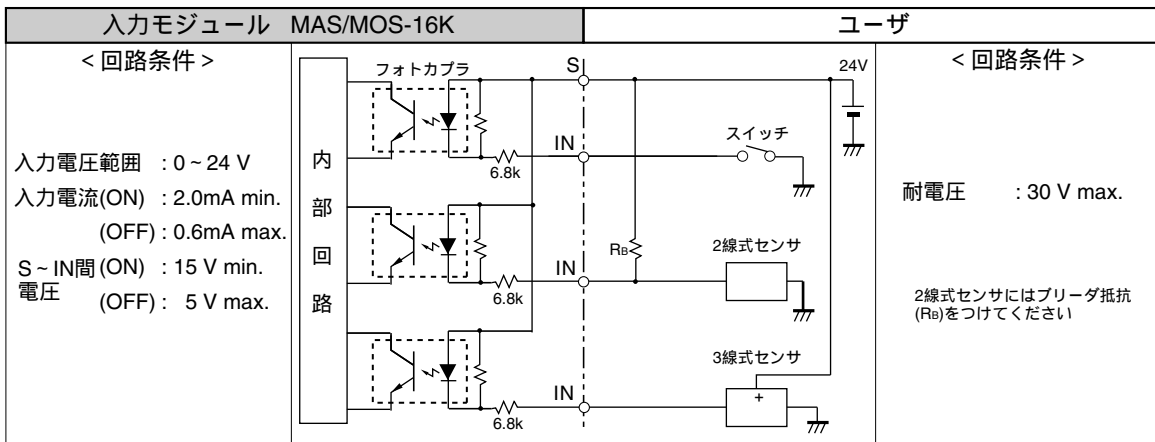 入力モジュール MAS/MOS-16K
ユーザ
<回路条件>
入力電圧範囲 : 0~24 V
入力電流(ON) : 2.0mA min.
(OFF) : 0.6mA max.
S~IN間(ON) : 15 V min.
電圧
(OFF) : 5 V max.
内部回路
フォトカプラ
S
24V
IN
スイッチ
6.8k
RB
2線式センサ
IN
6.8k
3線式センサ
IN
+
6.8k
<回路条件>
耐電圧 : 30 V max.
2線式センサにはブリーダ抵抗
(RB)をつけてください